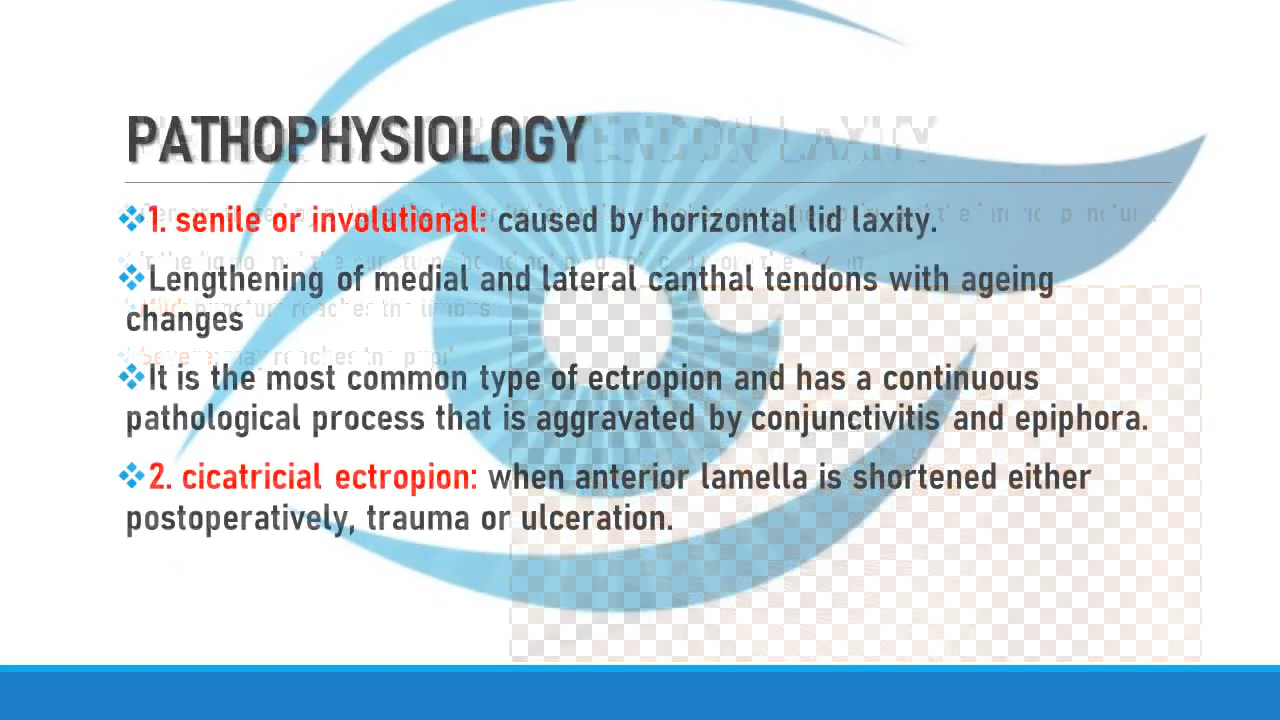 PATHOPHYSIOLOGY
❖1. senile or involutional: caused by horizontal lid laxity.
❖Lengthening of medial and lateral canthal tendons with ageing
changes
❖It is the most common type of ectropion and has a continuous
pathological process that is aggravated by conjunctivitis and epiphora.
❖2. cicatricial ectropion: when anterior lamella is shortened either
postoperatively, trauma or ulceration.